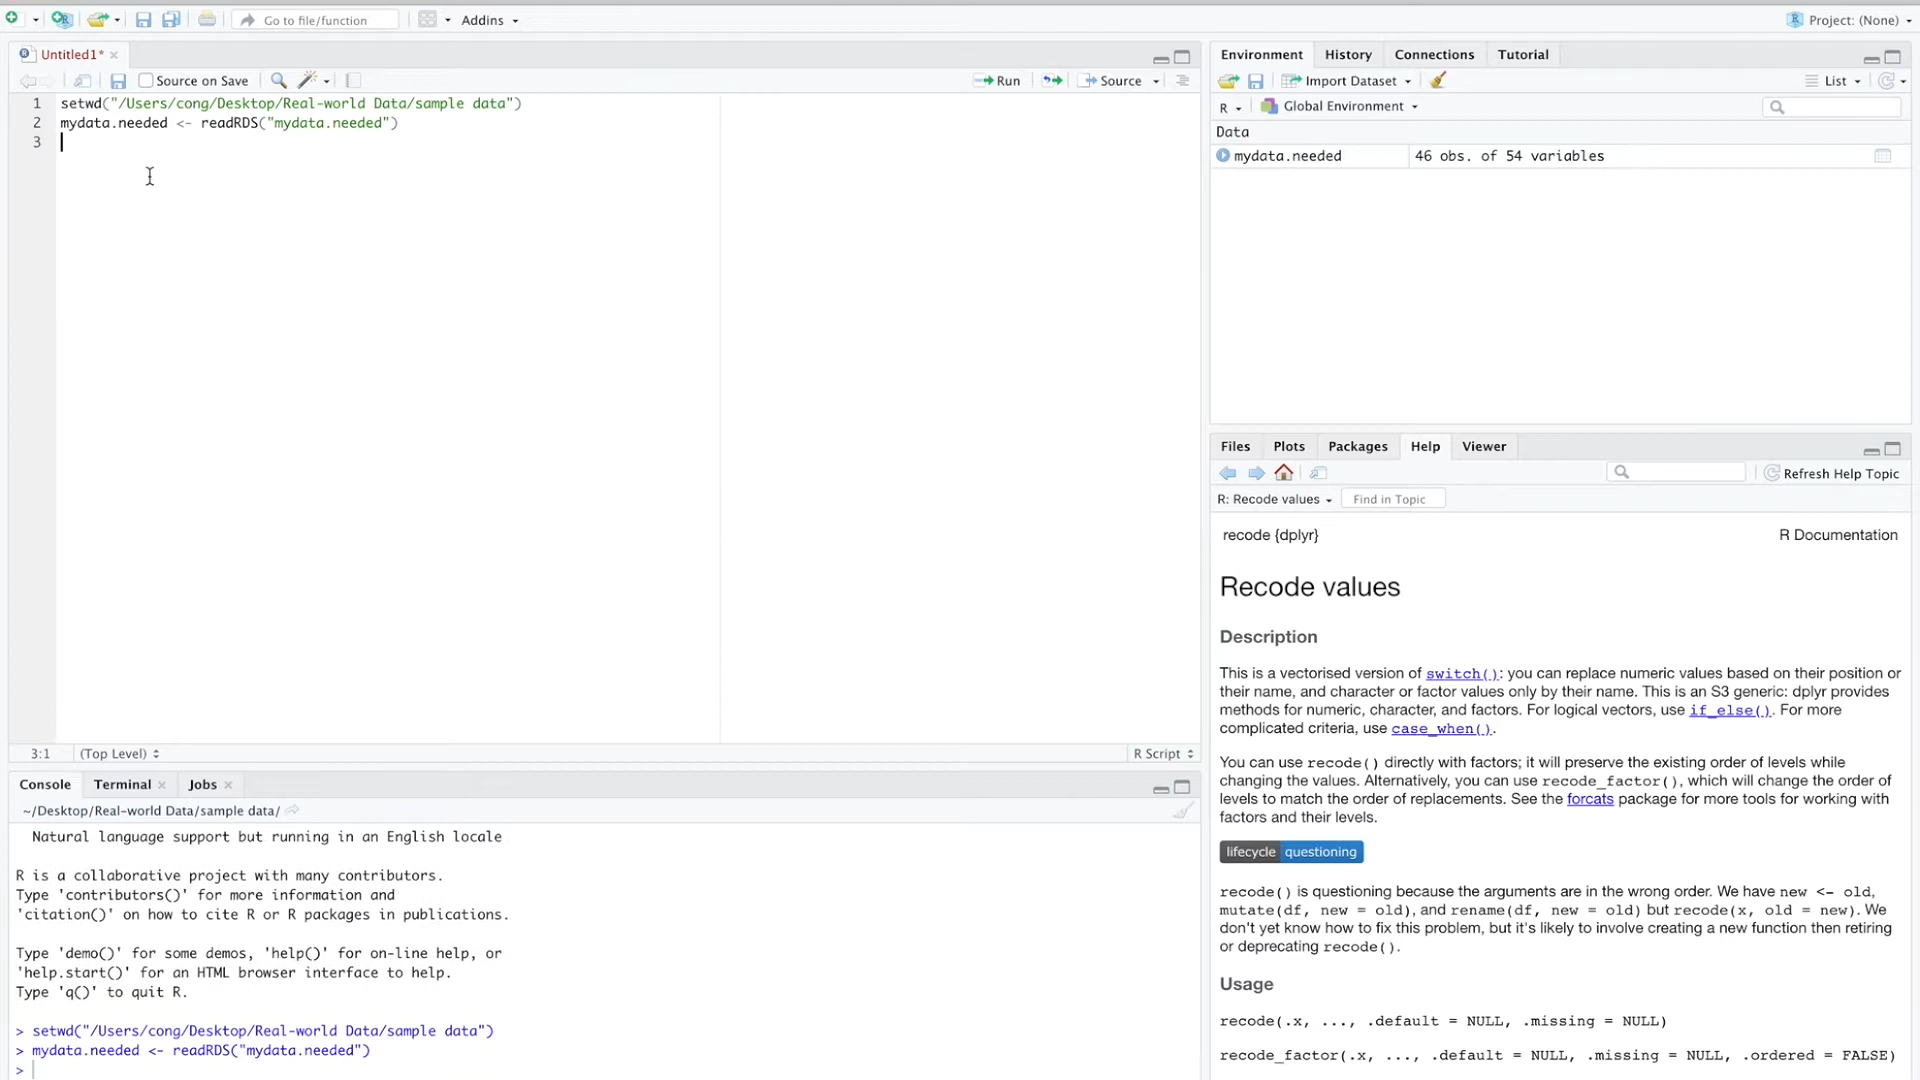 Go to file/function
Addins
Project: (None)
Untitled1*
Source on Save
Run
Source
1 setwd("/Users/cong/Desktop/Real-world Data/sample data")
2 mydata.needed <- readRDS("mydata.needed")
3
3:1
(Top Level)
R Script
Console
Terminal
Jobs
~/Desktop/Real-world Data/sample data/
Natural language support but running in an English locale
R is a collaborative project with many contributors.
Type 'contributors()' for more information and
'citation()' on how to cite R or R packages in publications.
Type 'demo()' for some demos, 'help()' for on-line help, or
'help.start()' for an HTML browser interface to help.
Type 'q()' to quit R.
> setwd("/Users/cong/Desktop/Real-world Data/sample data")
> mydata.needed <- readRDS("mydata.needed")
>
Environment
History
Connections
Tutorial
Import Dataset
List
R
Global Environment
Data
mydata.needed 46 obs. of 54 variables
Files
Plots
Packages
Help
Viewer
Refresh Help Topic
R: Recode values
Find in Topic
recode {dplyr} R Documentation
Recode values
Description
This is a vectorised version of switch(): you can replace numeric values based on their position or
their name, and character or factor values only by their name. This is an S3 generic: dplyr provides
methods for numeric, character, and factors. For logical vectors, use if_else(). For more
complicated criteria, use case_when().
You can use recode() directly with factors; it will preserve the existing order of levels while
changing the values. Alternatively, you can use recode_factor(), which will change the order of
levels to match the order of replacements. See the forcats package for more tools for working with
factors and their levels.
lifecycle questioning
recode() is questioning because the arguments are in the wrong order. We have new <- old,
mutate(df, new = old), and rename(df, new = old) but recode(x, old = new). We
don't yet know how to fix this problem, but it's likely to involve creating a new function then retiring
or deprecating recode().
Usage
recode(.x, ..., .default = NULL, .missing = NULL)
recode_factor(.x, ..., .default = NULL, .missing = NULL, .ordered = FALSE)